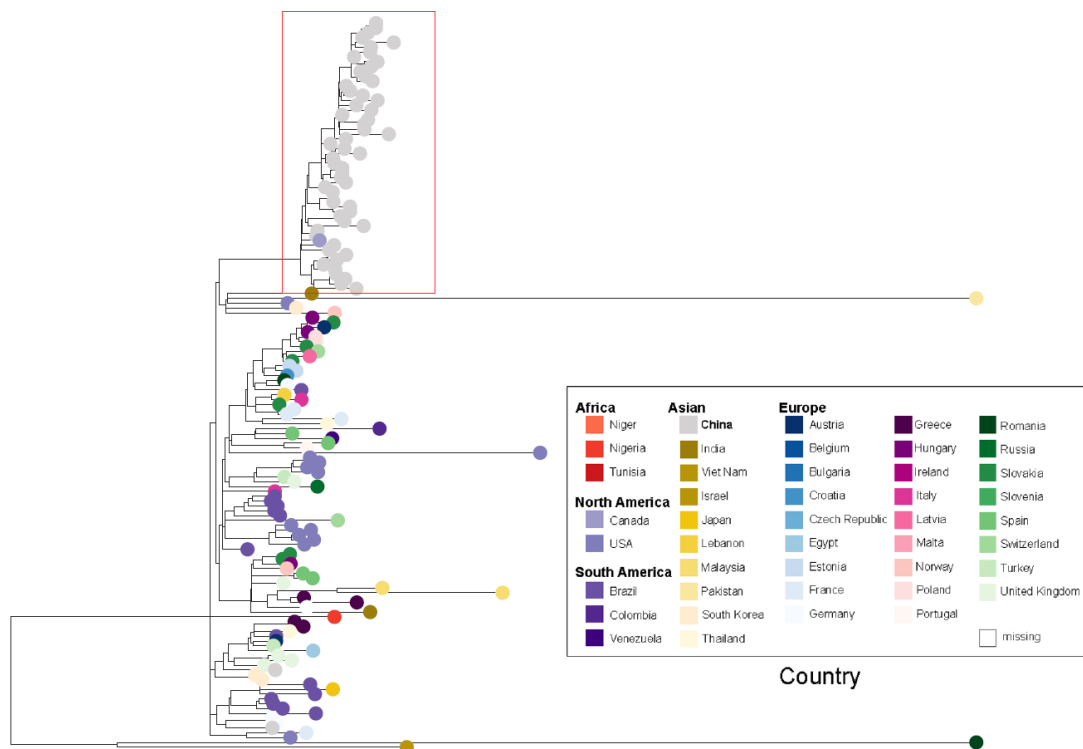 Africa
Niger
Nigeria
Tunisia
North America
Canada
USA
South America
Brazil
Colombia
Venezuela
Asian
China
India
Viet Nam
Israel
Japan
Lebanon
Malaysia
Pakistan
South Korea
Thailand
Europe
Austria
Belgium
Bulgaria
Croatia
Czech Republic
Egypt
Estonia
France
Germany
Greece
Hungary
Ireland
Italy
Latvia
Malta
Norway
Poland
Portugal
Romania
Russia
Slovakia
Slovenia
Spain
Switzerland
Turkey
United Kingdom
missing
Country